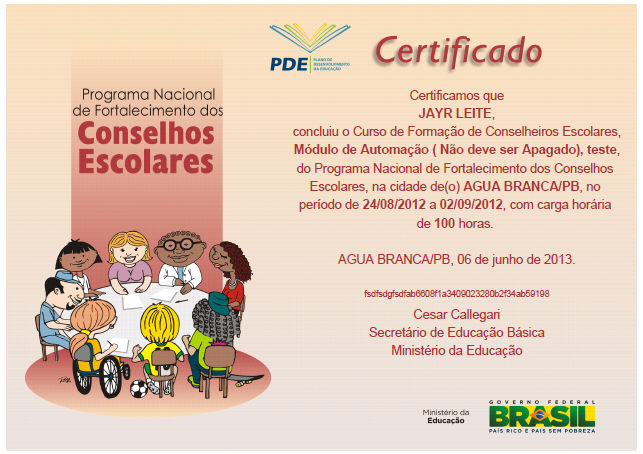 PDE
PLANO DE
DESENVOLVIMENTO
DA EDUCAÇÃO
Certificado
Programa Nacional
de Fortalecimento dos
Conselhos
Escolares
Certificamos que
JAYR LEITE,
concluiu o Curso de Formação de Conselheiros Escolares,
Módulo de Automação ( Não deve ser Apagado), teste,
do Programa Nacional de Fortalecimento dos Conselhos
Escolares, na cidade de(o) AGUA BRANCA/PB, no
período de 24/08/2012 a 02/09/2012, com carga horária
de 100 horas.
AGUA BRANCA/PB, 06 de junho de 2013.
fsdfsdgfsdfab6608f1a3409023280b2f34ab59198
Cesar Callegari
Secretário de Educação Básica
Ministério da Educação
Ministério da
Educação
GOVERNO FEDERAL
BRASIL
PAÍS RICO É PAÍS SEM POBREZA